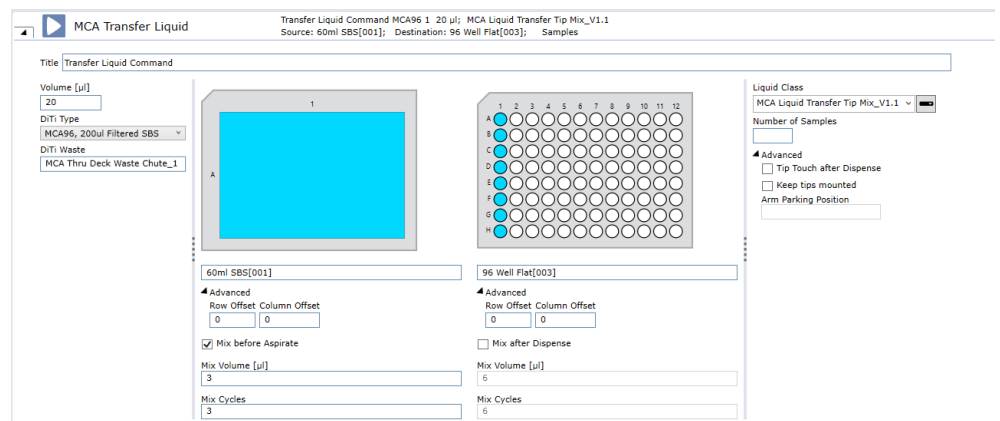 MCA Transfer Liquid
Transfer Liquid Command MCA96 1  20 µl;  MCA Liquid Transfer Tip Mix_V1.1
Source: 60ml SBS[001];  Destination: 96 Well Flat[003];    Samples
Title Transfer Liquid Command
Volume [µl]
20
DiTi Type
MCA96, 200ul Filtered SBS
DiTi Waste
MCA Thru Deck Waste Chute_1
1
A
60ml SBS[001]
Advanced
Row Offset Column Offset
0 0
Mix before Aspirate
Mix Volume [µl]
3
Mix Cycles
3
1 2 3 4 5 6 7 8 9 10 11 12
A
B
C
D
E
F
G
H
96 Well Flat[003]
Advanced
Row Offset Column Offset
0 0
Mix after Dispense
Mix Volume [µl]
6
Mix Cycles
6
Liquid Class
MCA Liquid Transfer Tip Mix_V1.1
Number of Samples
Advanced
Tip Touch after Dispense
Keep tips mounted
Arm Parking Position